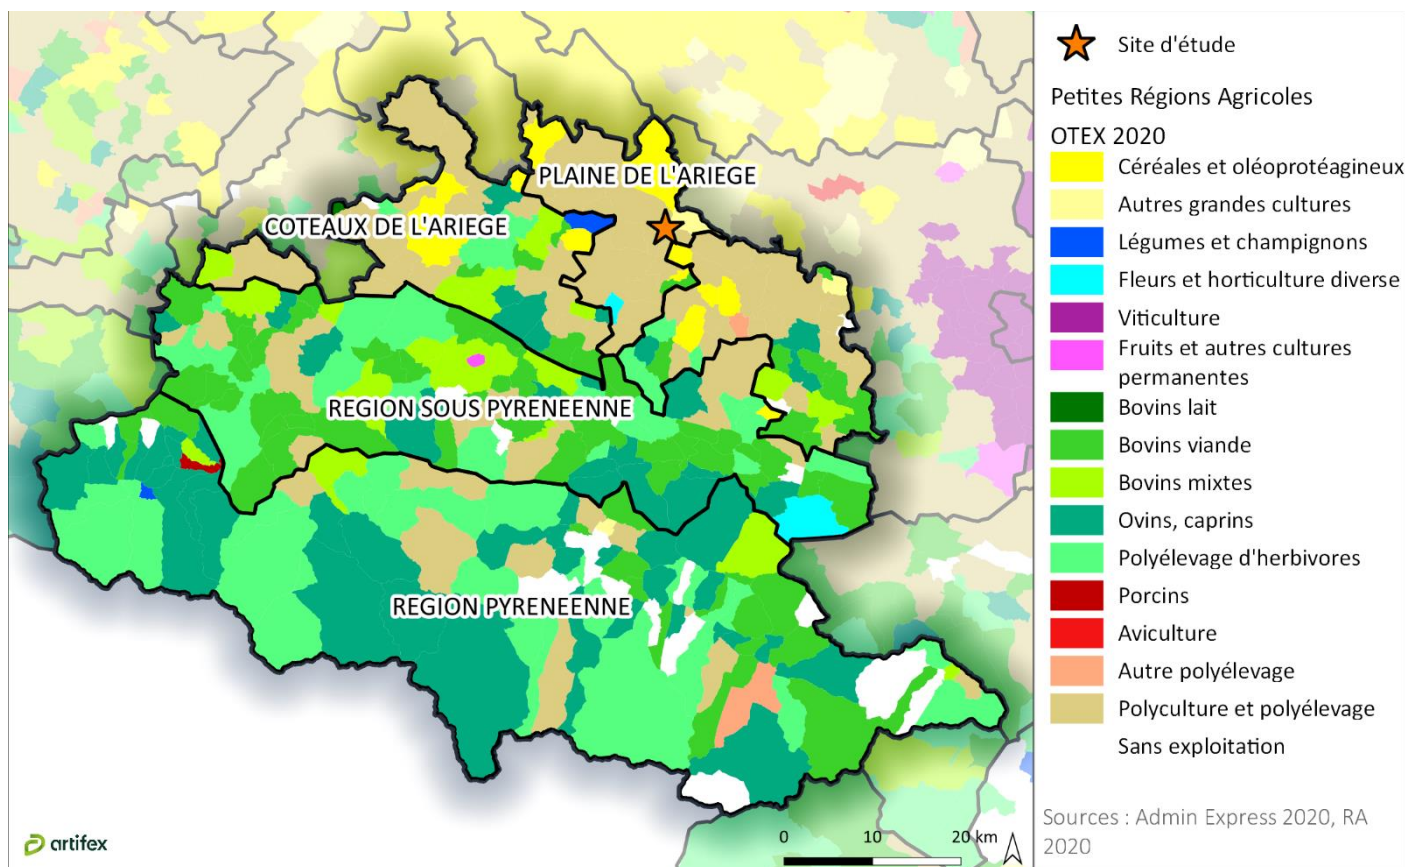 PLAINE DE L'ARIEGE
COTEAUX DE L'ARIEGE
REGION SOUS PYRENEENNE
REGION PYRENEENNE
artifex
0 10 20 km
Site d'étude
Petites Régions Agricoles
OTEX 2020
Céréales et oléoprotéagineux
Autres grandes cultures
Légumes et champignons
Fleurs et horticulture diverse
Viticulture
Fruits et autres cultures
permanentes
Bovins lait
Bovins viande
Bovins mixtes
Ovins, caprins
Polyélevage d'herbivores
Porcins
Aviculture
Autre polyélevage
Polyculture et polyélevage
Sans exploitation
Sources : Admin Express 2020, RA
2020